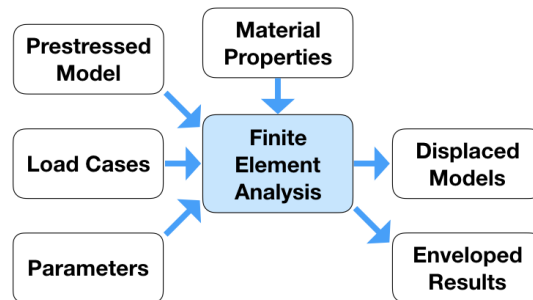 Prestressed
Model
Material
Properties
Load Cases
Finite
Element
Analysis
Displaced
Models
Parameters
Enveloped
Results